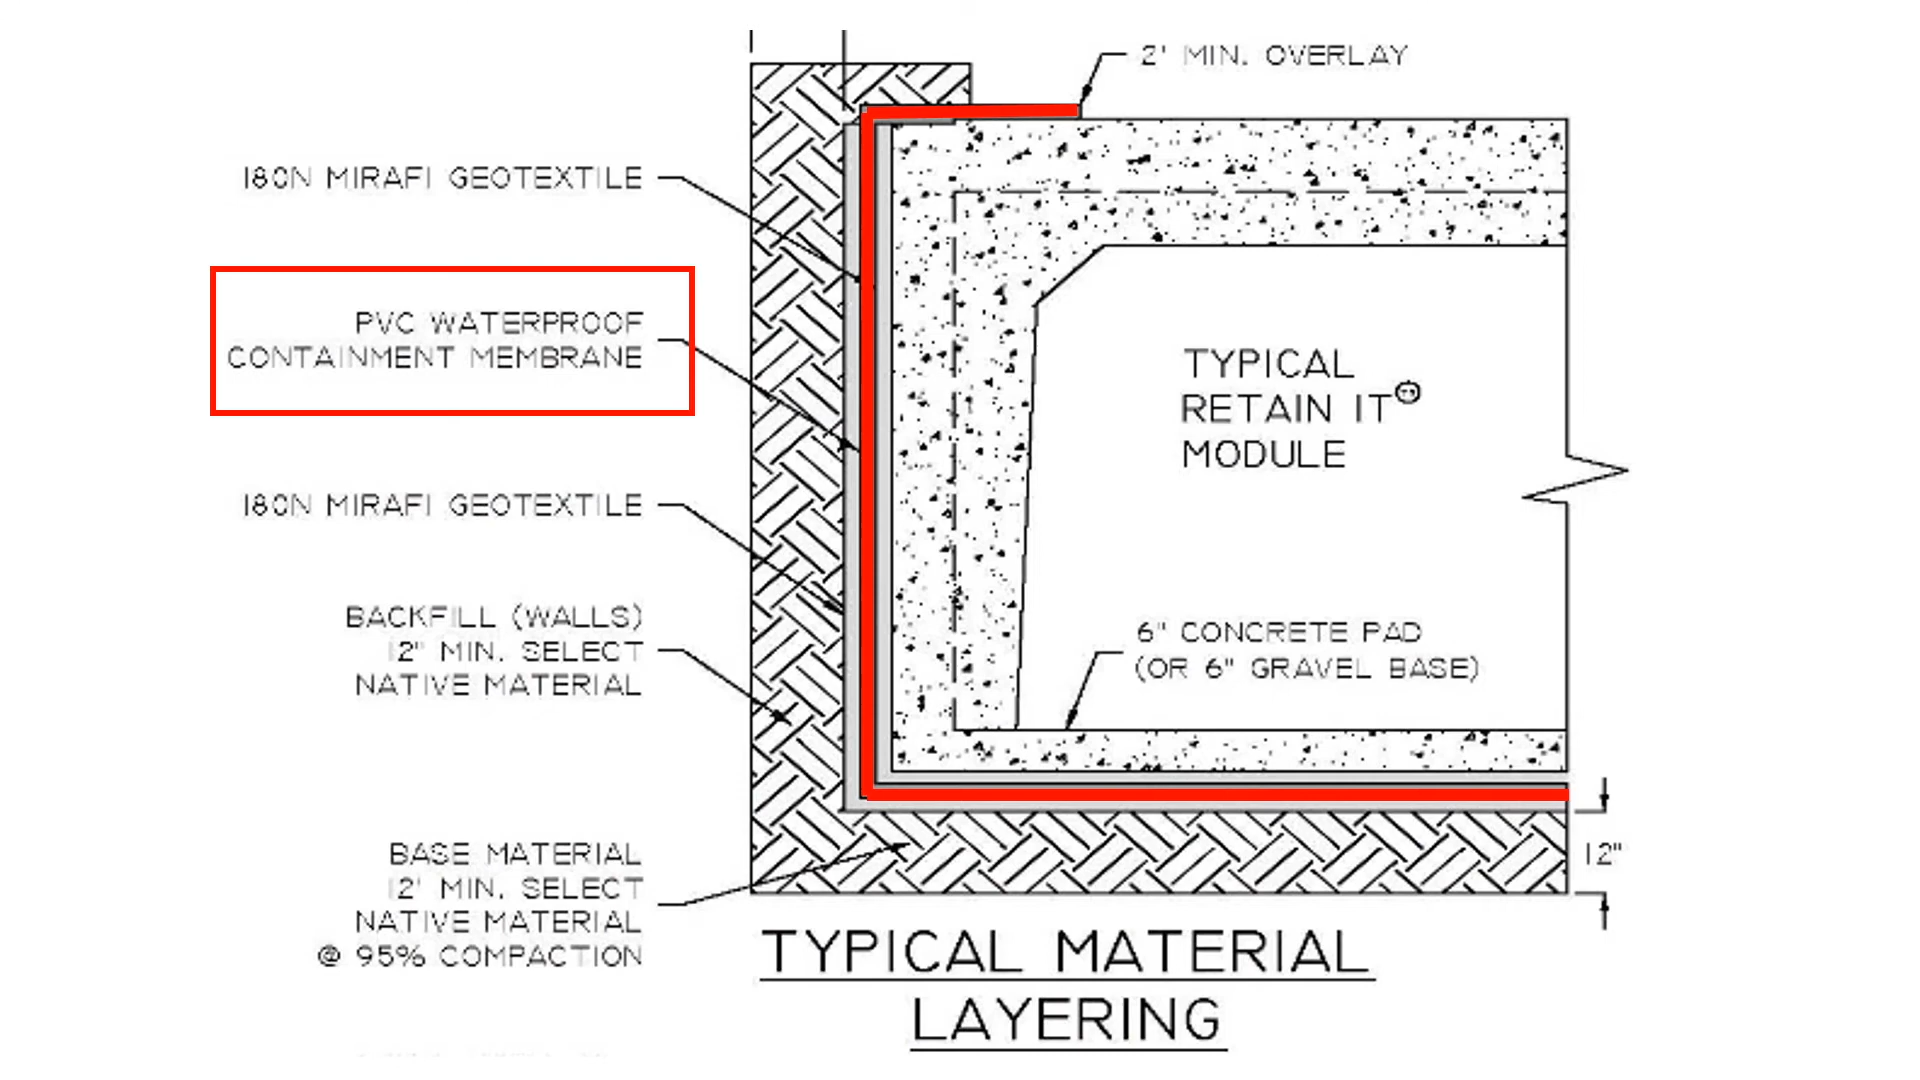 2' MIN. OVERLAY
180N MIRAFI GEOTEXTILE
PVC WATERPROOF
CONTAINMENT MEMBRANE
180N MIRAFI GEOTEXTILE
BACKFILL (WALLS)
12" MIN. SELECT
NATIVE MATERIAL
BASE MATERIAL
12' MIN. SELECT
NATIVE MATERIAL
@ 95% COMPACTION
TYPICAL
RETAIN IT
MODULE
6" CONCRETE PAD
(OR 6" GRAVEL BASE)
12"
TYPICAL MATERIAL
LAYERING